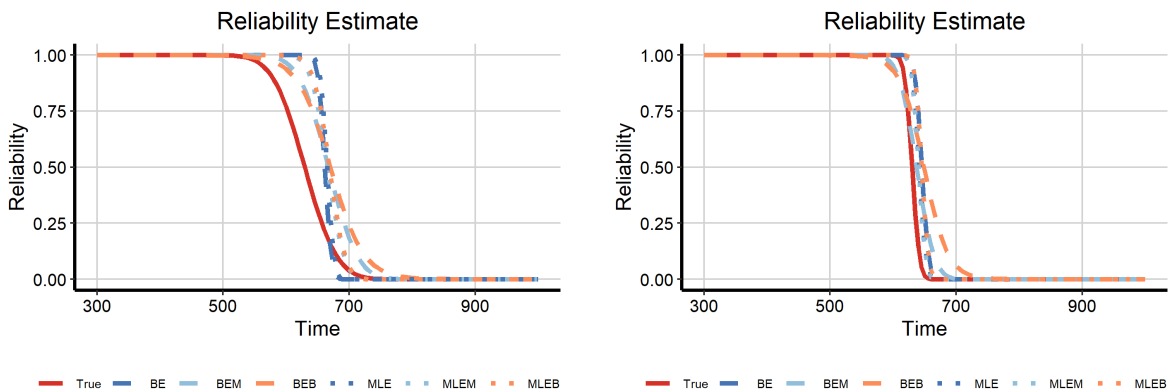 Reliability Estimate
1.00
0.75
0.50
0.25
0.00
Reliability
300 500 700 900
Time
True BE BEM BEB MLE MLEM MLEB
Reliability Estimate
1.00
0.75
0.50
0.25
0.00
Reliability
300 500 700 900
Time
True BE BEM BEB MLE MLEM MLEB